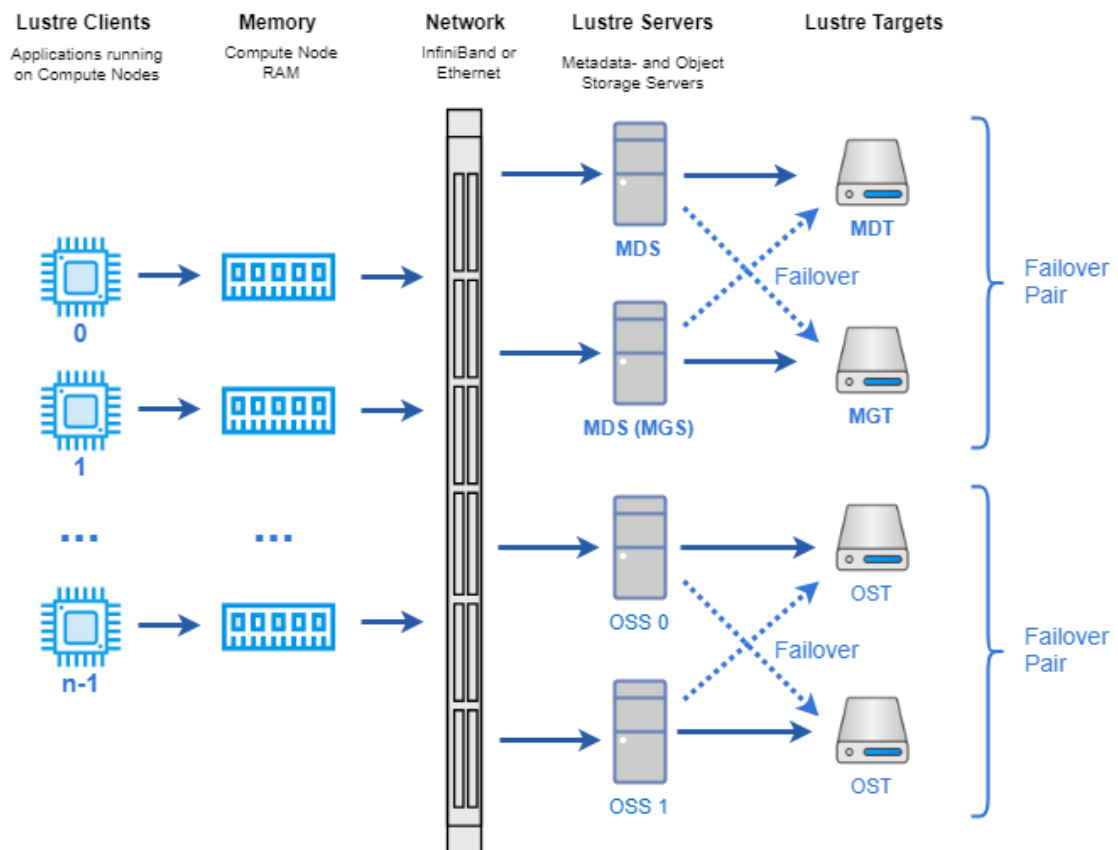 Lustre Clients
Applications running
on Compute Nodes
Memory
Compute Node
RAM
Network
InfiniBand or
Ethernet
Lustre Servers
Metadata- and Object
Storage Servers
Lustre Targets
0
1
...
...
n-1
MDS
MDS (MGS)
OSS 0
OSS 1
Failover
Failover
MDT
MGT
OST
OST
Failover
Pair
Failover
Pair